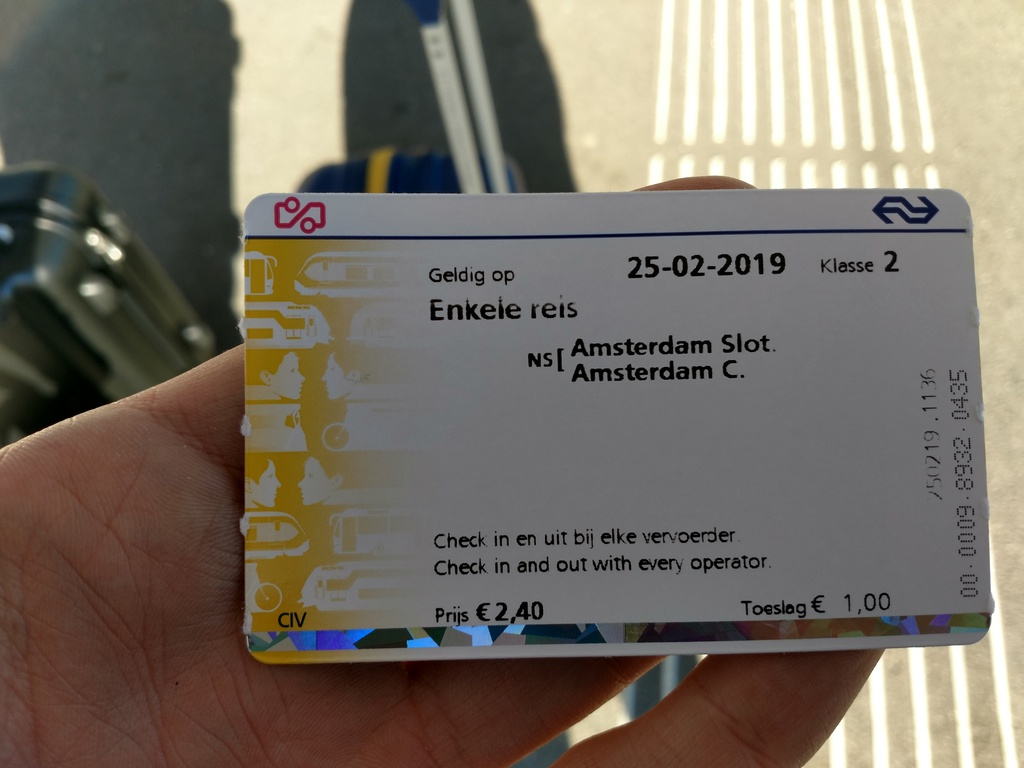 Geldig op 25-02-2019 Klasse 2
Enkele reis
NS [ Amsterdam Slot.
Amsterdam C.
Check in en uit bij elke vervoerder.
Check in and out with every operator.
CIV Prijs € 2,40 Toeslag € 1,00
250219 .1136
00·0009·8932·0435